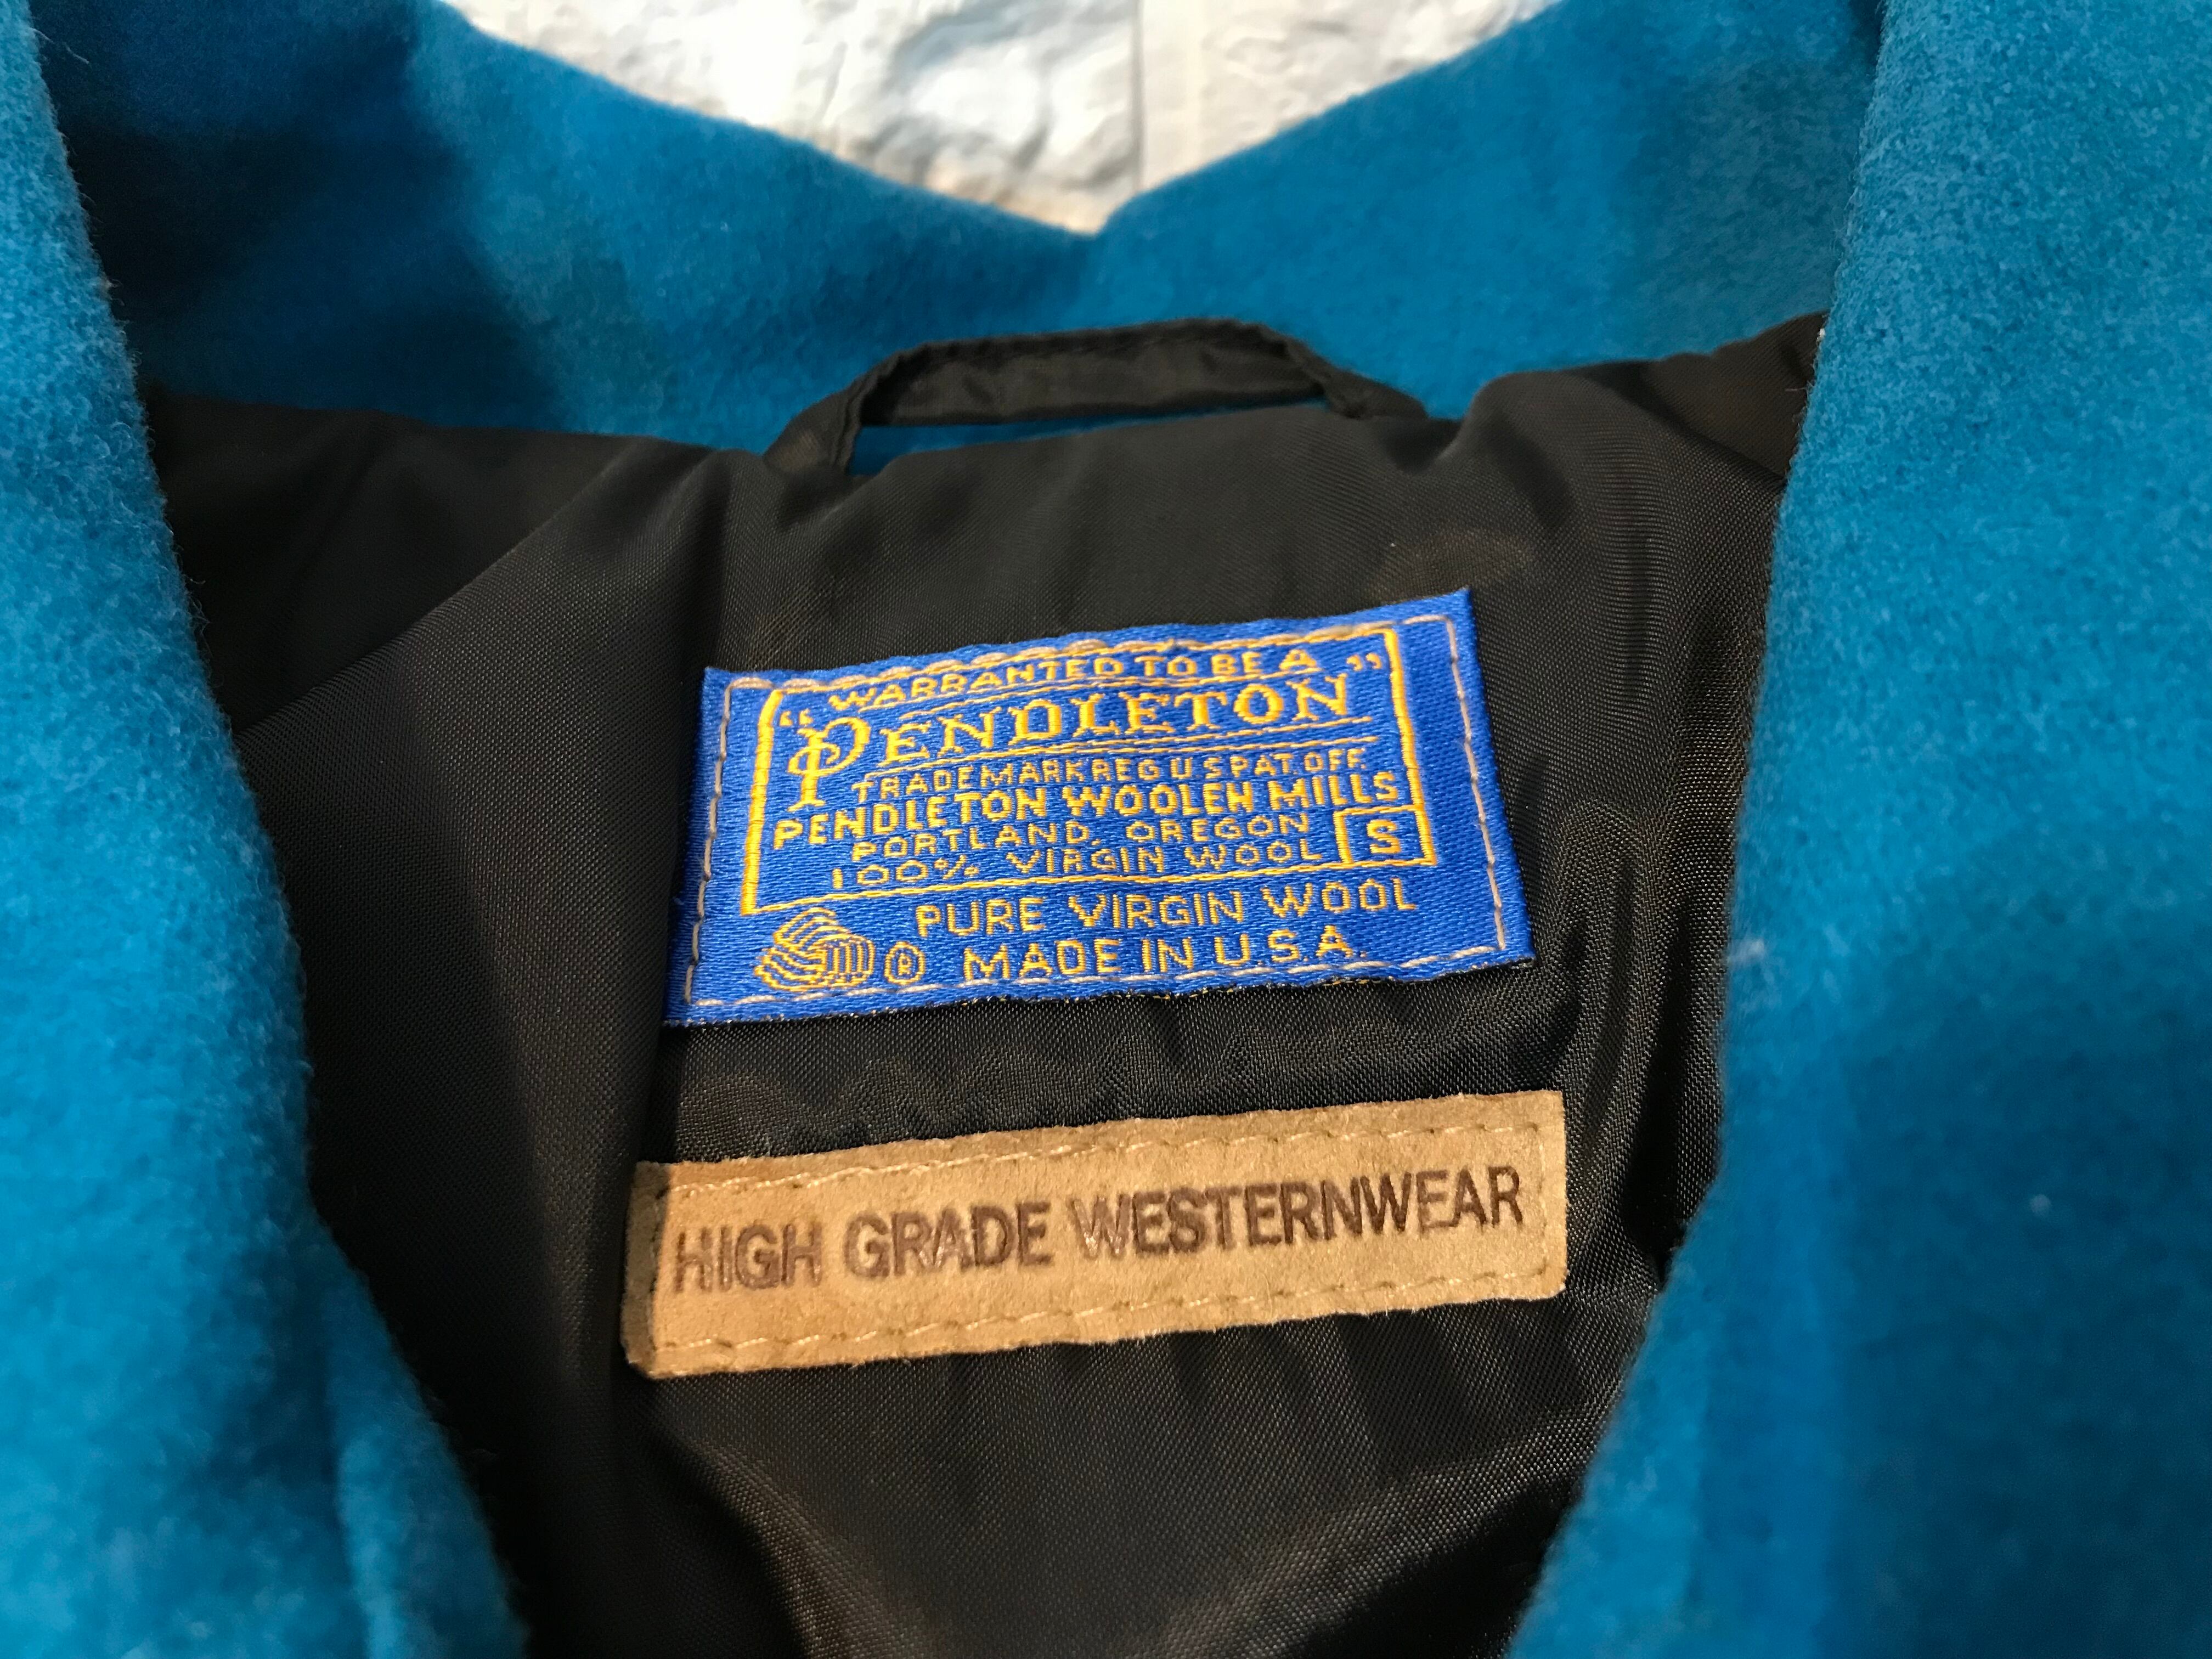 "WARRANTED TO BE A"
PENDLETON
TRADEMARK REG U S PAT. OFF.
PENDLETON WOOLEN MILLS
PORTLAND, OREGON
100% VIRGIN WOOL
S
PURE VIRGIN WOOL
® MADE IN U.S.A.
HIGH GRADE WESTERNWEAR